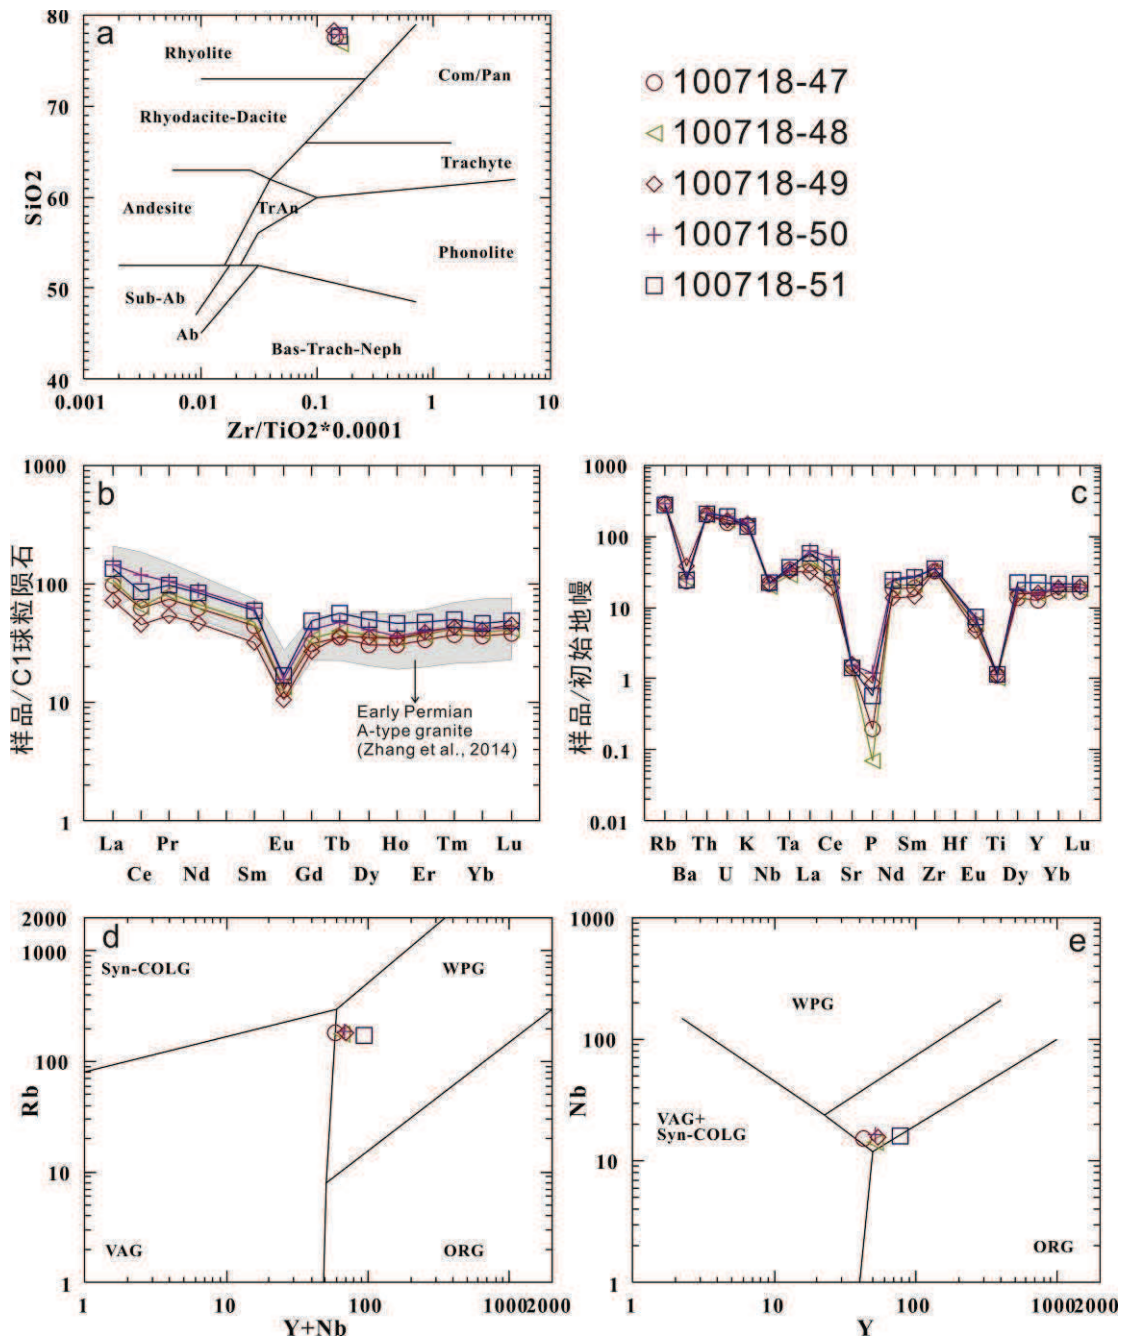 a
80
70
60
50
40
SiO2
Rhyolite
Com/Pan
Rhyodacite-Dacite
Trachyte
Andesite
TrAn
Phonolite
Sub-Ab
Ab
Bas-Trach-Neph
0.001 0.01 0.1 1 10
Zr/TiO2*0.0001
100718-47
100718-48
100718-49
100718-50
100718-51
b
1000
100
10
1
样品/C1球粒陨石
Early Permian
A-type granite
(Zhang et al., 2014)
La Pr Eu Tb Ho Tm Lu
Ce Nd Sm Gd Dy Er Yb
c
1000
100
10
1
0.1
0.01
样品/初始地幔
Rb Th K Ta Ce P Sm Hf Ti Y Lu
Ba U Nb La Sr Nd Zr Eu Dy Yb
d
2000
1000
100
10
1
Rb
Syn-COLG
WPG
VAG
ORG
1 10 100 1000 2000
Y+Nb
e
1000
100
10
1
Nb
WPG
VAG+
Syn-COLG
ORG
1 10 100 1000 2000
Y